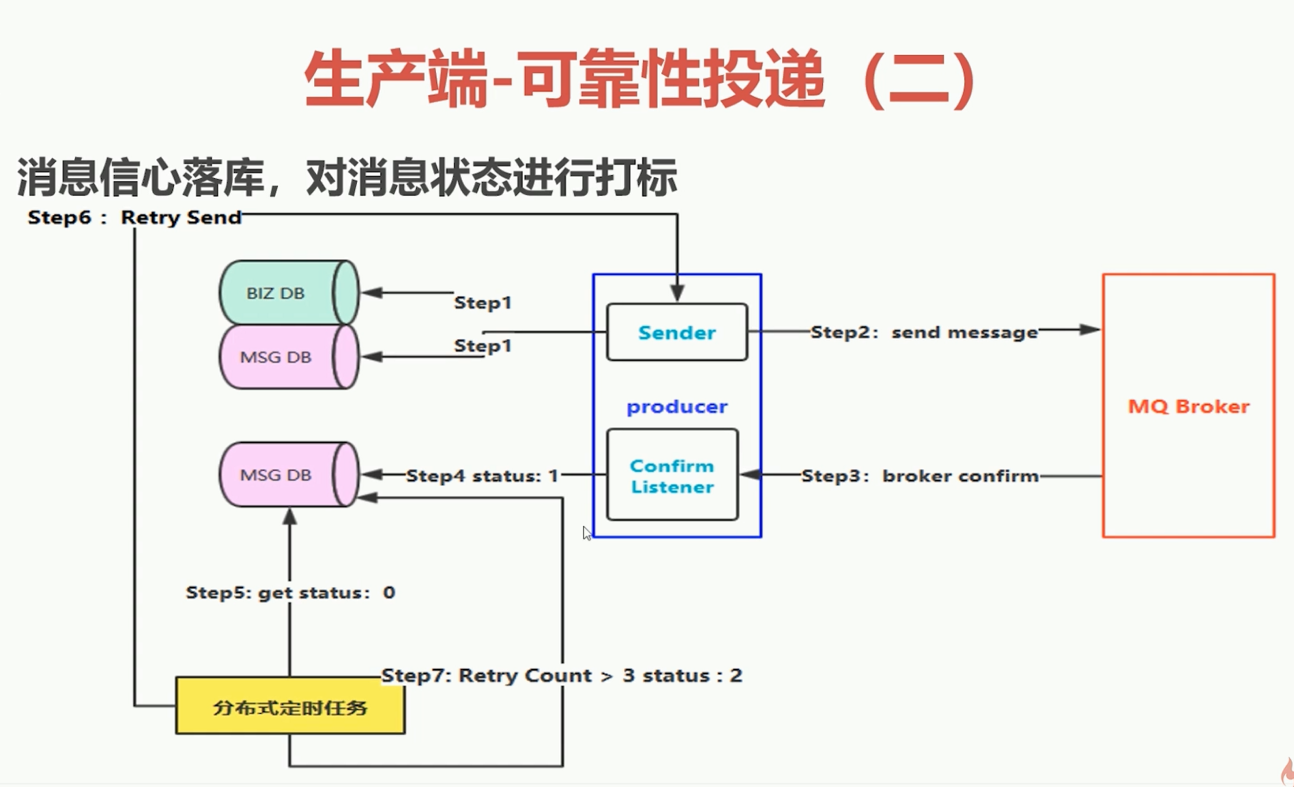 生产端-可靠性投递（二）
消息信心落库，对消息状态进行打标
Step6 ：Retry Send
BIZ DB
Step1
MSG DB
Step1
Sender
Step2：send message
producer
MQ Broker
MSG DB
Step4 status: 1
Confirm
Listener
Step3：broker confirm
Step5: get status：0
Step7: Retry Count > 3 status : 2
分布式定时任务